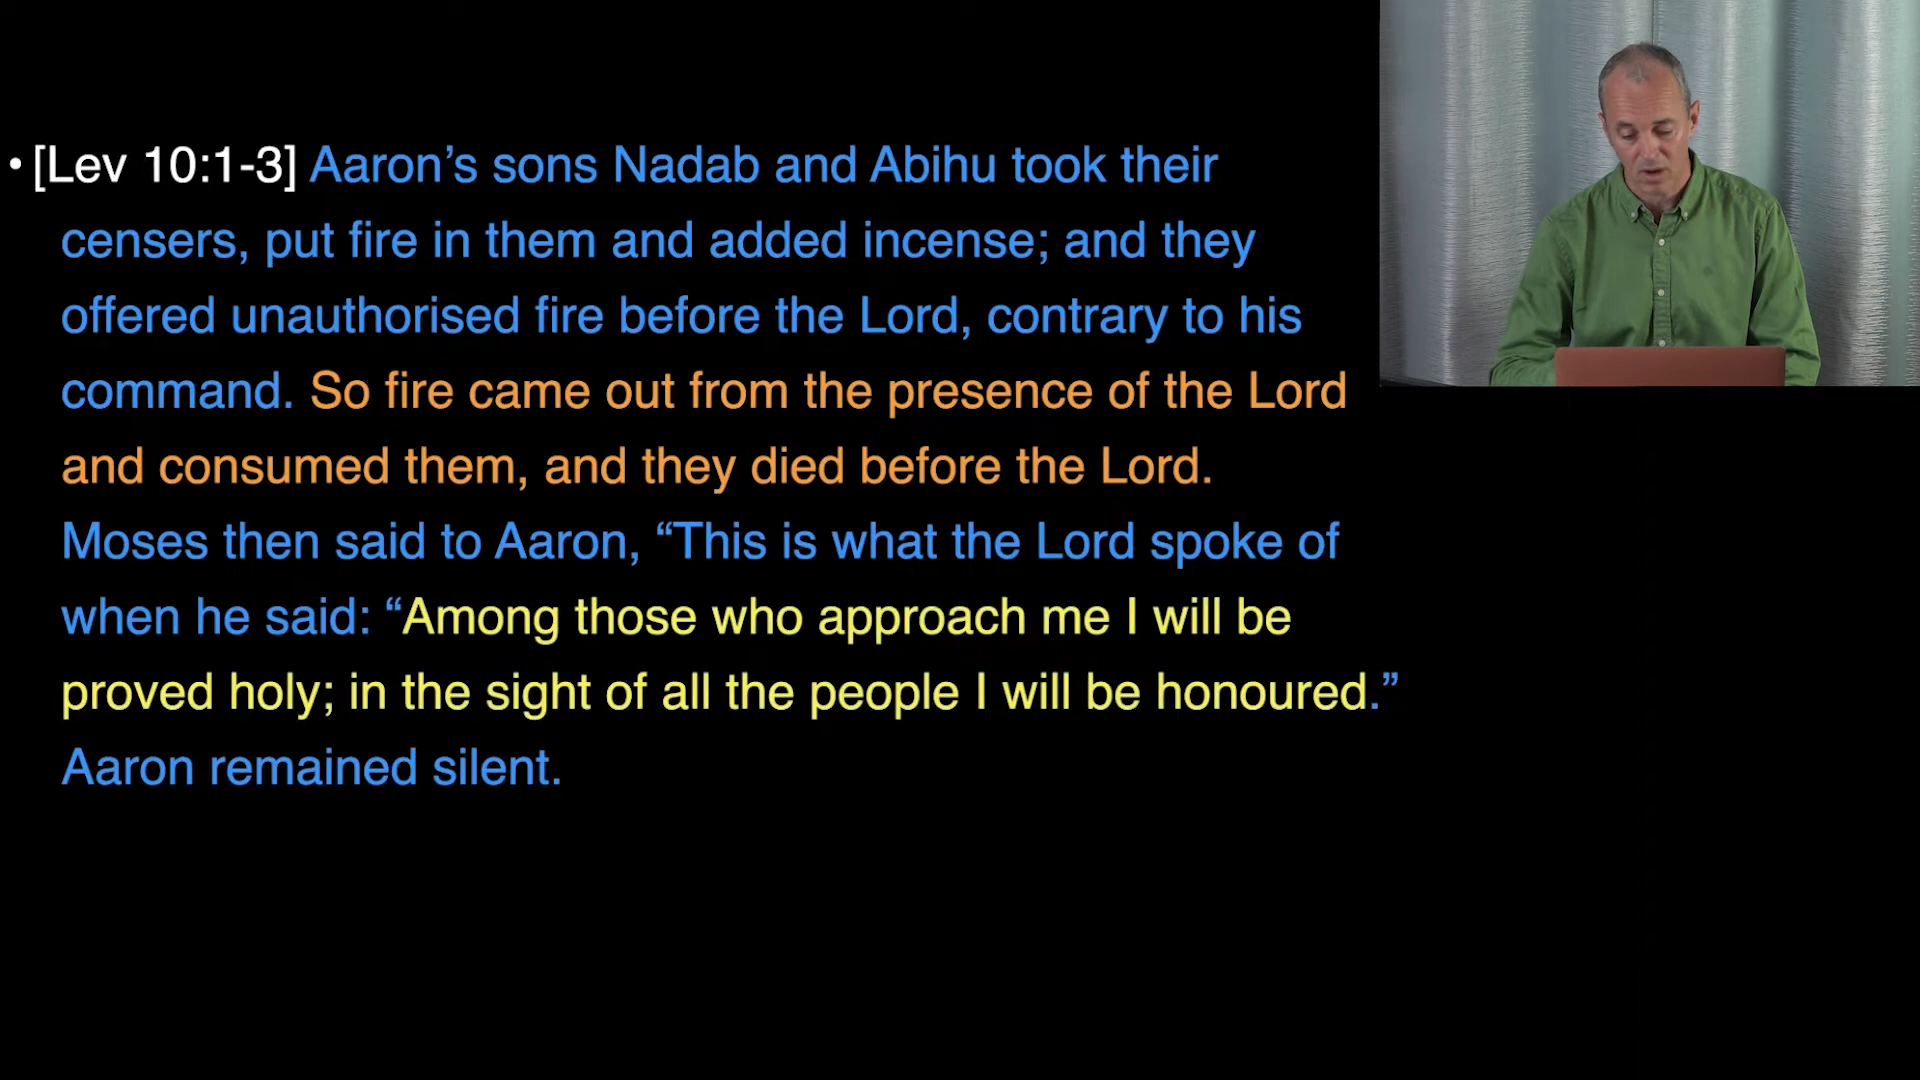 • [Lev 10:1-3] Aaron’s sons Nadab and Abihu took their
censers, put fire in them and added incense; and they
offered unauthorised fire before the Lord, contrary to his
command. So fire came out from the presence of the Lord
and consumed them, and they died before the Lord.
Moses then said to Aaron, “This is what the Lord spoke of
when he said: “Among those who approach me I will be
proved holy; in the sight of all the people I will be honoured.”
Aaron remained silent.